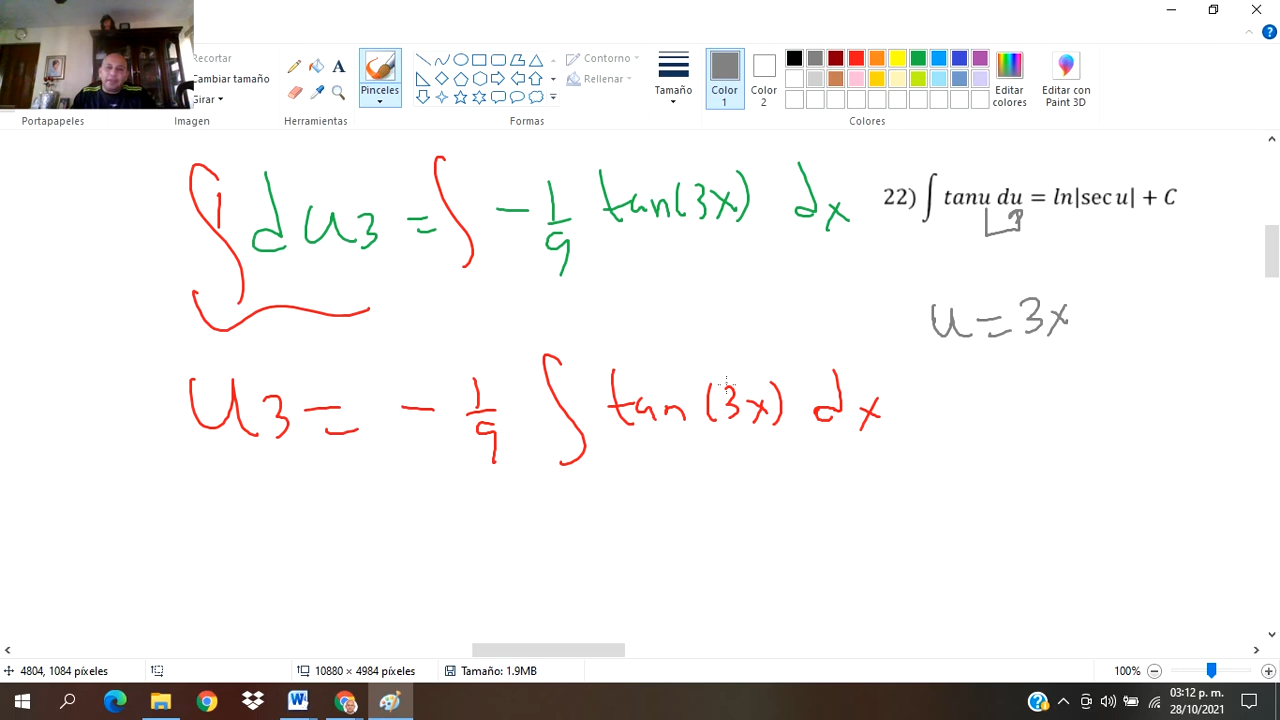 Recortar
Cambiar tamaño
Girar
Portapapeles
Imagen
Herramientas
Pinceles
Contorno
Rellenar
Formas
Tamaño
Color 1
Color 2
Editar colores
Editar con Paint 3D
Colores
∫ du3 = ∫ - 1/9 tan(3x) dx
22) ∫ tanu du = ln|sec u| + C
u = 3x
u3 = - 1/9 ∫ tan(3x) dx
4804, 1084 píxeles
10880 × 4984 píxeles
Tamaño: 1.9MB
100%
03:12 p. m.
28/10/2021